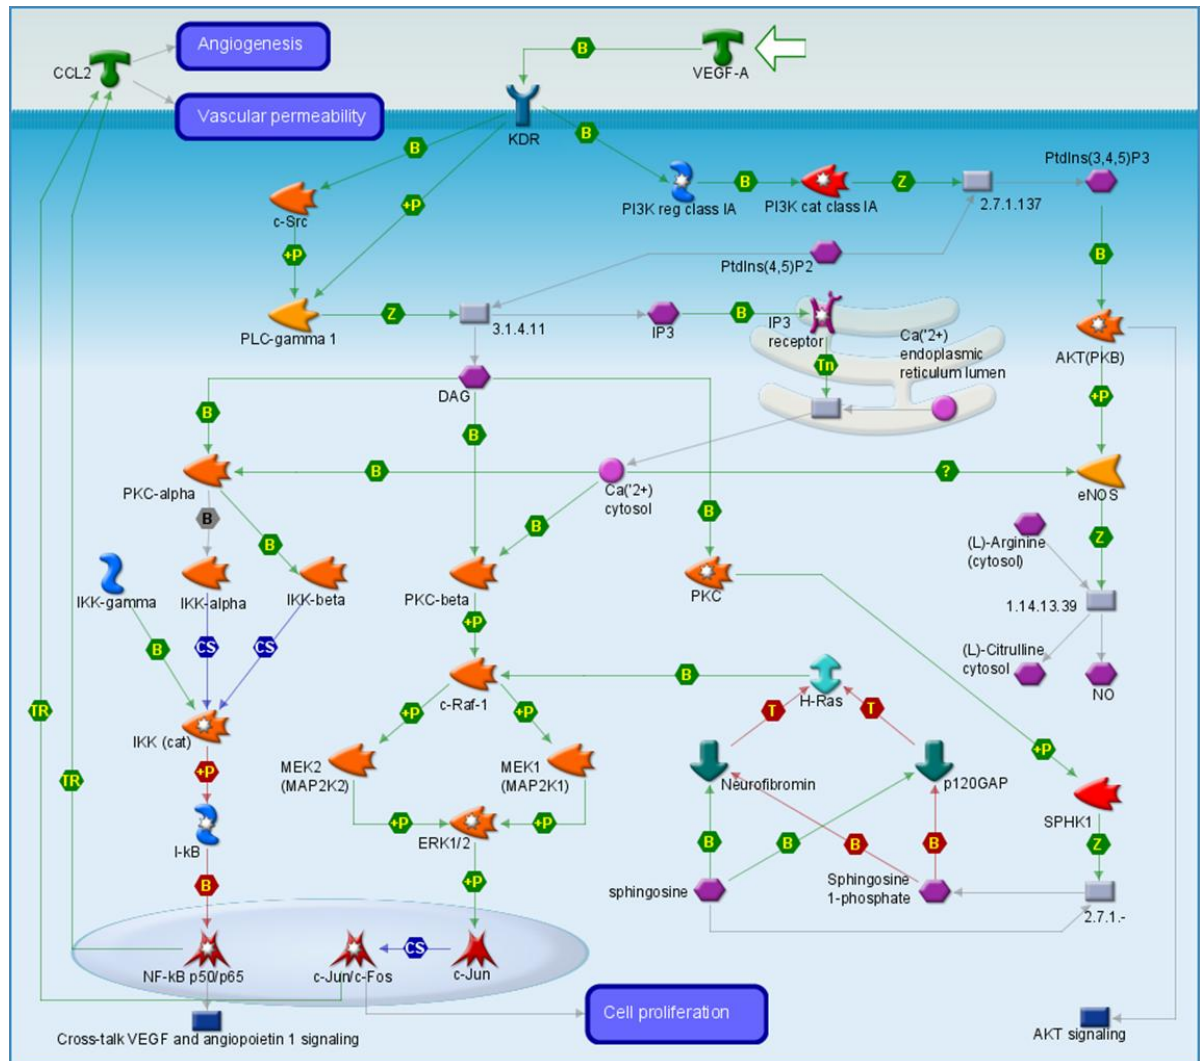 Angiogenesis
CCL2
Vascular permeability
B
VEGF-A
KDR
B
B
PtdIns(3,4,5)P3
B
Z
c-Src
+P
PI3K reg class IA
PI3K cat class IA
2.7.1.137
+P
B
PtdIns(4,5)P2
Z
B
PLC-gamma 1
3.1.4.11
IP3
IP3
receptor
Ca('2+)
endoplasmic
reticulum lumen
AKT(PKB)
Tn
DAG
+P
B
B
B
?
PKC-alpha
Ca('2+)
cytosol
eNOS
B
B
B
B
(L)-Arginine
(cytosol)
Z
IKK-gamma
IKK-alpha
IKK-beta
PKC-beta
PKC
1.14.13.39
+P
B
CS
CS
(L)-Citrulline
cytosol
NO
B
c-Raf-1
H-Ras
TR
+P
+P
T
T
IKK (cat)
+P
+P
MEK2
(MAP2K2)
MEK1
(MAP2K1)
Neurofibromin
p120GAP
TR
SPHK1
+P
+P
I-kB
ERK1/2
B
B
B
B
Z
B
+P
sphingosine
Sphingosine
1-phosphate
2.7.1.-
CS
NF-kB p50/p65
c-Jun/c-Fos
c-Jun
Cell proliferation
Cross-talk VEGF and angiopoietin 1 signaling
AKT signaling